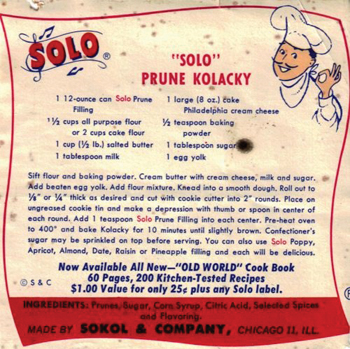 SOLO ®
"SOLO"
PRUNE KOLACKY
1 12-ounce can Solo Prune Filling
1½ cups all purpose flour or 2 cups cake flour
1 cup (½ lb.) salted butter
1 tablespoon milk
1 large (8 oz.) cake Philadelphia cream cheese
½ teaspoon baking powder
1 tablespoon sugar
1 egg yolk
Sift flour and baking powder. Cream butter with cream cheese, milk and sugar.
Add beaten egg yolk. Add flour mixture. Knead into a smooth dough. Roll out to
⅛" or ¼" thick as desired and cut with cookie cutter into 2" rounds. Place on
ungreased cookie tin and make a depression with thumb or spoon in center of
each round. Add 1 teaspoon Solo Prune Filling into each center. Pre-heat oven
to 400° and bake Kolacky for 10 minutes until slightly brown. Confectioner's
sugar may be sprinkled on top before serving. You can also use Solo Poppy,
Apricot, Almond, Date, Raisin or Pineapple filling and each will be delicious.
Now Available All New—"OLD WORLD" Cook Book
60 Pages, 200 Kitchen-Tested Recipes
© S & C
$1.00 Value for only 25¢ plus any Solo label.
INGREDIENTS: Prunes, Sugar, Corn Syrup, Citric Acid, Selected Spices
and Flavoring.
MADE BY SOKOL & COMPANY, CHICAGO 11, ILL.